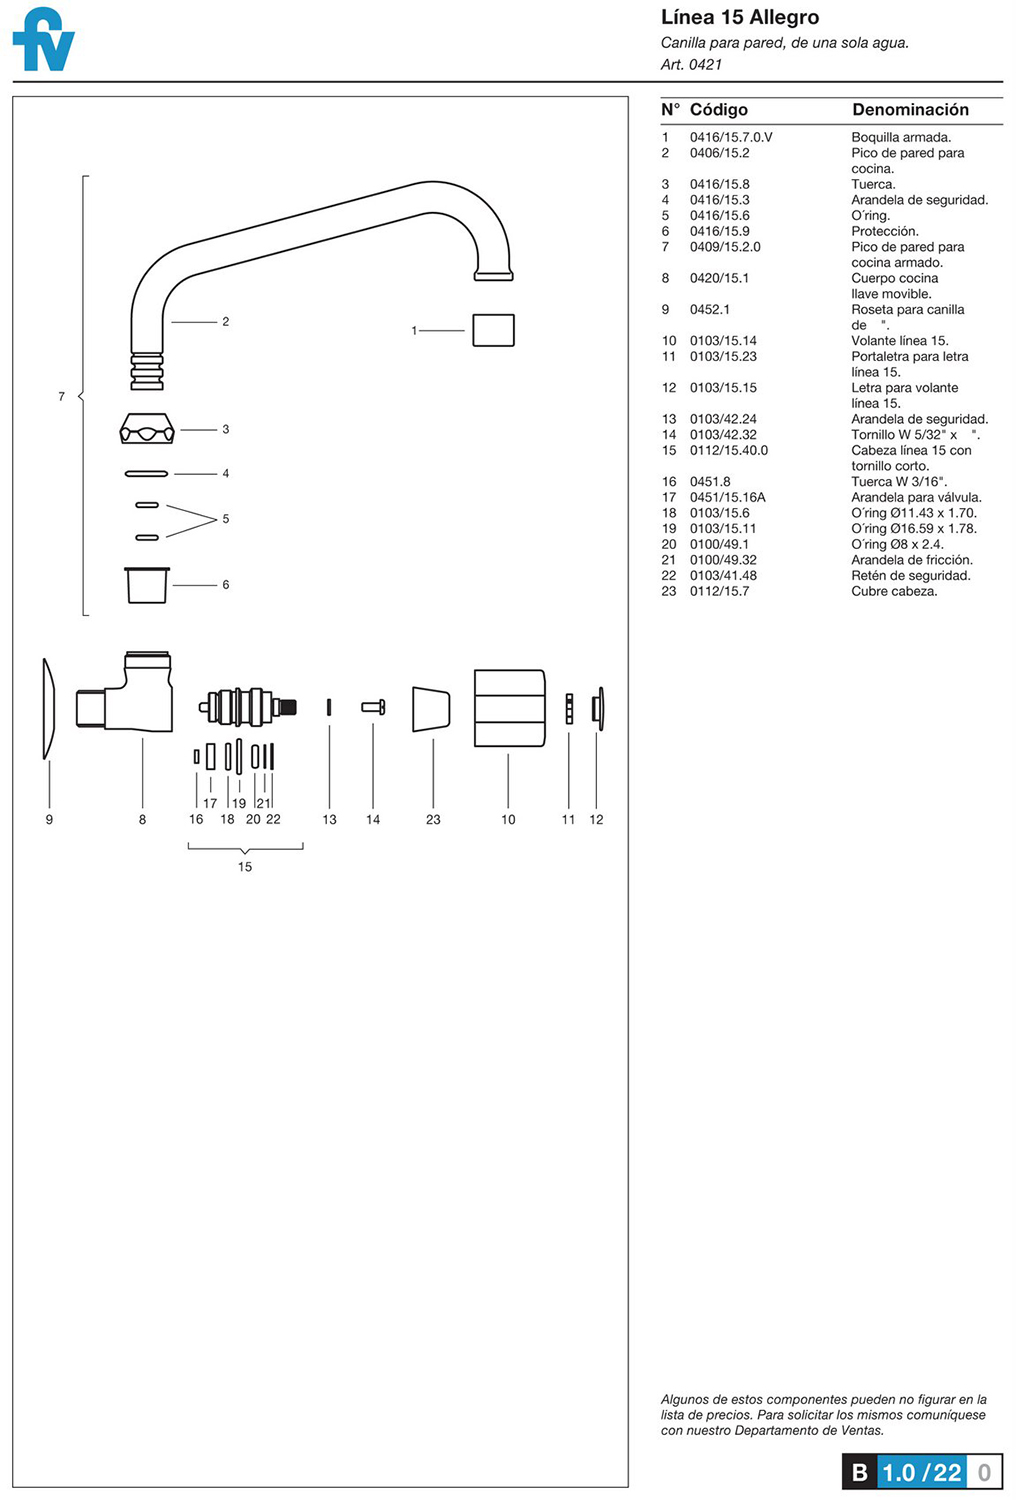 fv
Línea 15 Allegro
Canilla para pared, de una sola agua.
Art. 0421
N° Código Denominación
1 0416/15.7.0.V Boquilla armada.
2 0406/15.2 Pico de pared para
cocina.
3 0416/15.8 Tuerca.
4 0416/15.3 Arandela de seguridad.
5 0416/15.6 O´ring.
6 0416/15.9 Protección.
7 0409/15.2.0 Pico de pared para
cocina armado.
8 0420/15.1 Cuerpo cocina
llave movible.
9 0452.1 Roseta para canilla
de ".
10 0103/15.14 Volante línea 15.
11 0103/15.23 Portaletra para letra
línea 15.
12 0103/15.15 Letra para volante
línea 15.
13 0103/42.24 Arandela de seguridad.
14 0103/42.32 Tornillo W 5/32" x ".
15 0112/15.40.0 Cabeza línea 15 con
tornillo corto.
16 0451.8 Tuerca W 3/16".
17 0451/15.16A Arandela para válvula.
18 0103/15.6 O´ring Ø11.43 x 1.70.
19 0103/15.11 O´ring Ø16.59 x 1.78.
20 0100/49.1 O´ring Ø8 x 2.4.
21 0100/49.32 Arandela de fricción.
22 0103/41.48 Retén de seguridad.
23 0112/15.7 Cubre cabeza.
2
1
7
3
4
5
6
17 19 21
9 8 16 18 20 22 13 14 23 10 11 12
15
Algunos de estos componentes pueden no figurar en la
lista de precios. Para solicitar los mismos comuníquese
con nuestro Departamento de Ventas.
B 1.0 / 22 0